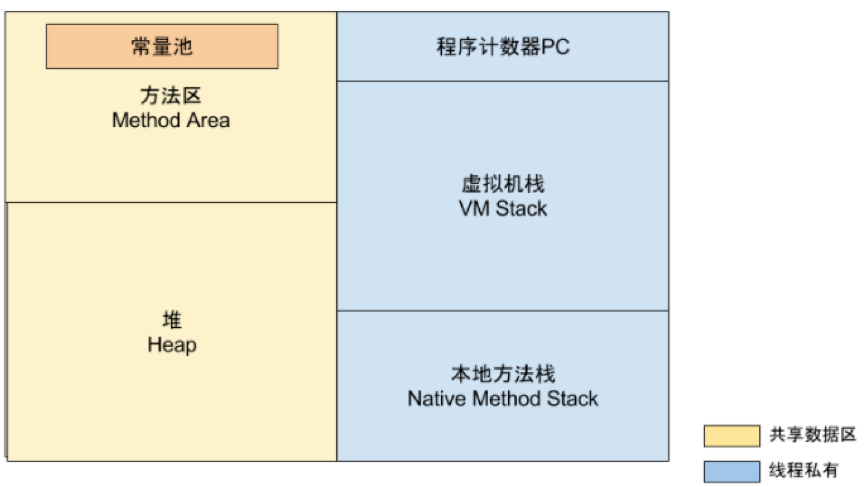 常量池
方法区
Method Area
堆
Heap
程序计数器PC
虚拟机栈
VM Stack
本地方法栈
Native Method Stack
共享数据区
线程私有